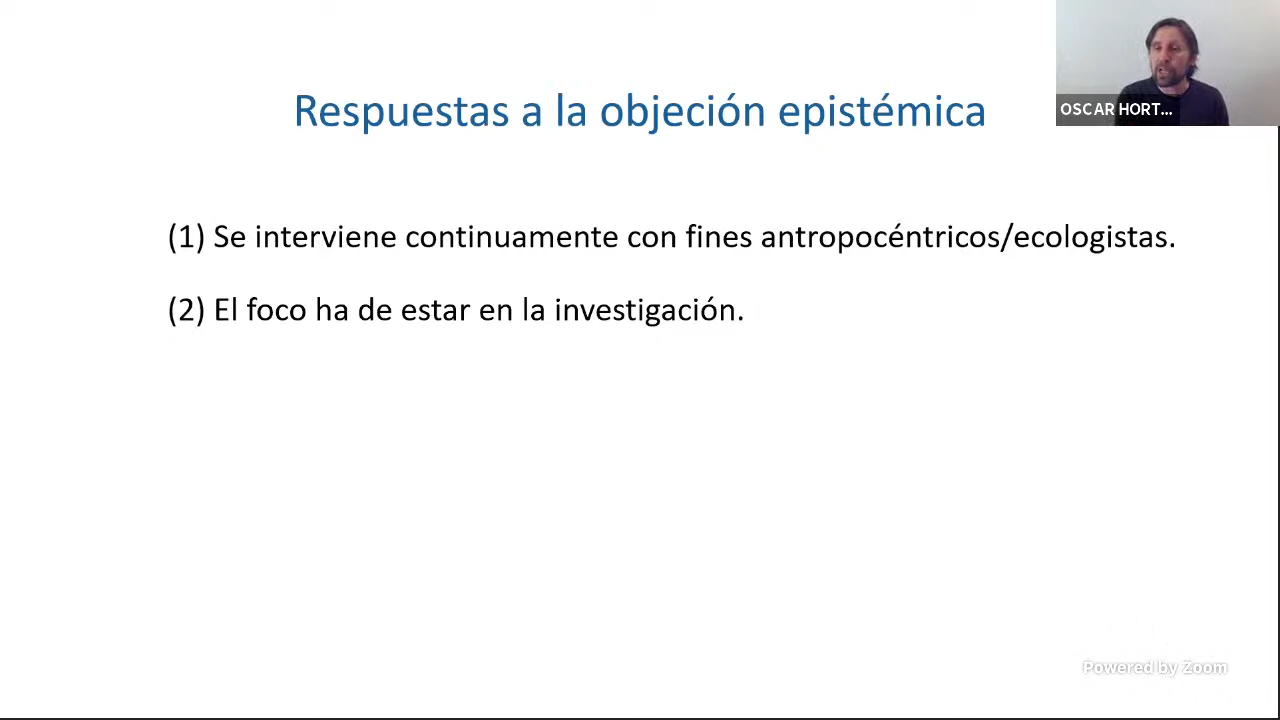 Respuestas a la objeción epistémica
OSCAR HORT...
(1) Se interviene continuamente con fines antropocéntricos/ecologistas.
(2) El foco ha de estar en la investigación.
Powered by Zoom